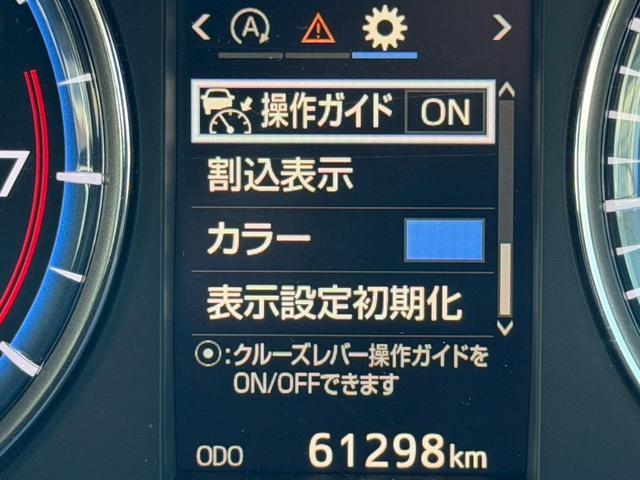 A
操作ガイド ON
割込表示
カラー
表示設定初期化
⦿:クルーズレバー操作ガイドを
ON/OFFできます
ODO 61298km
7